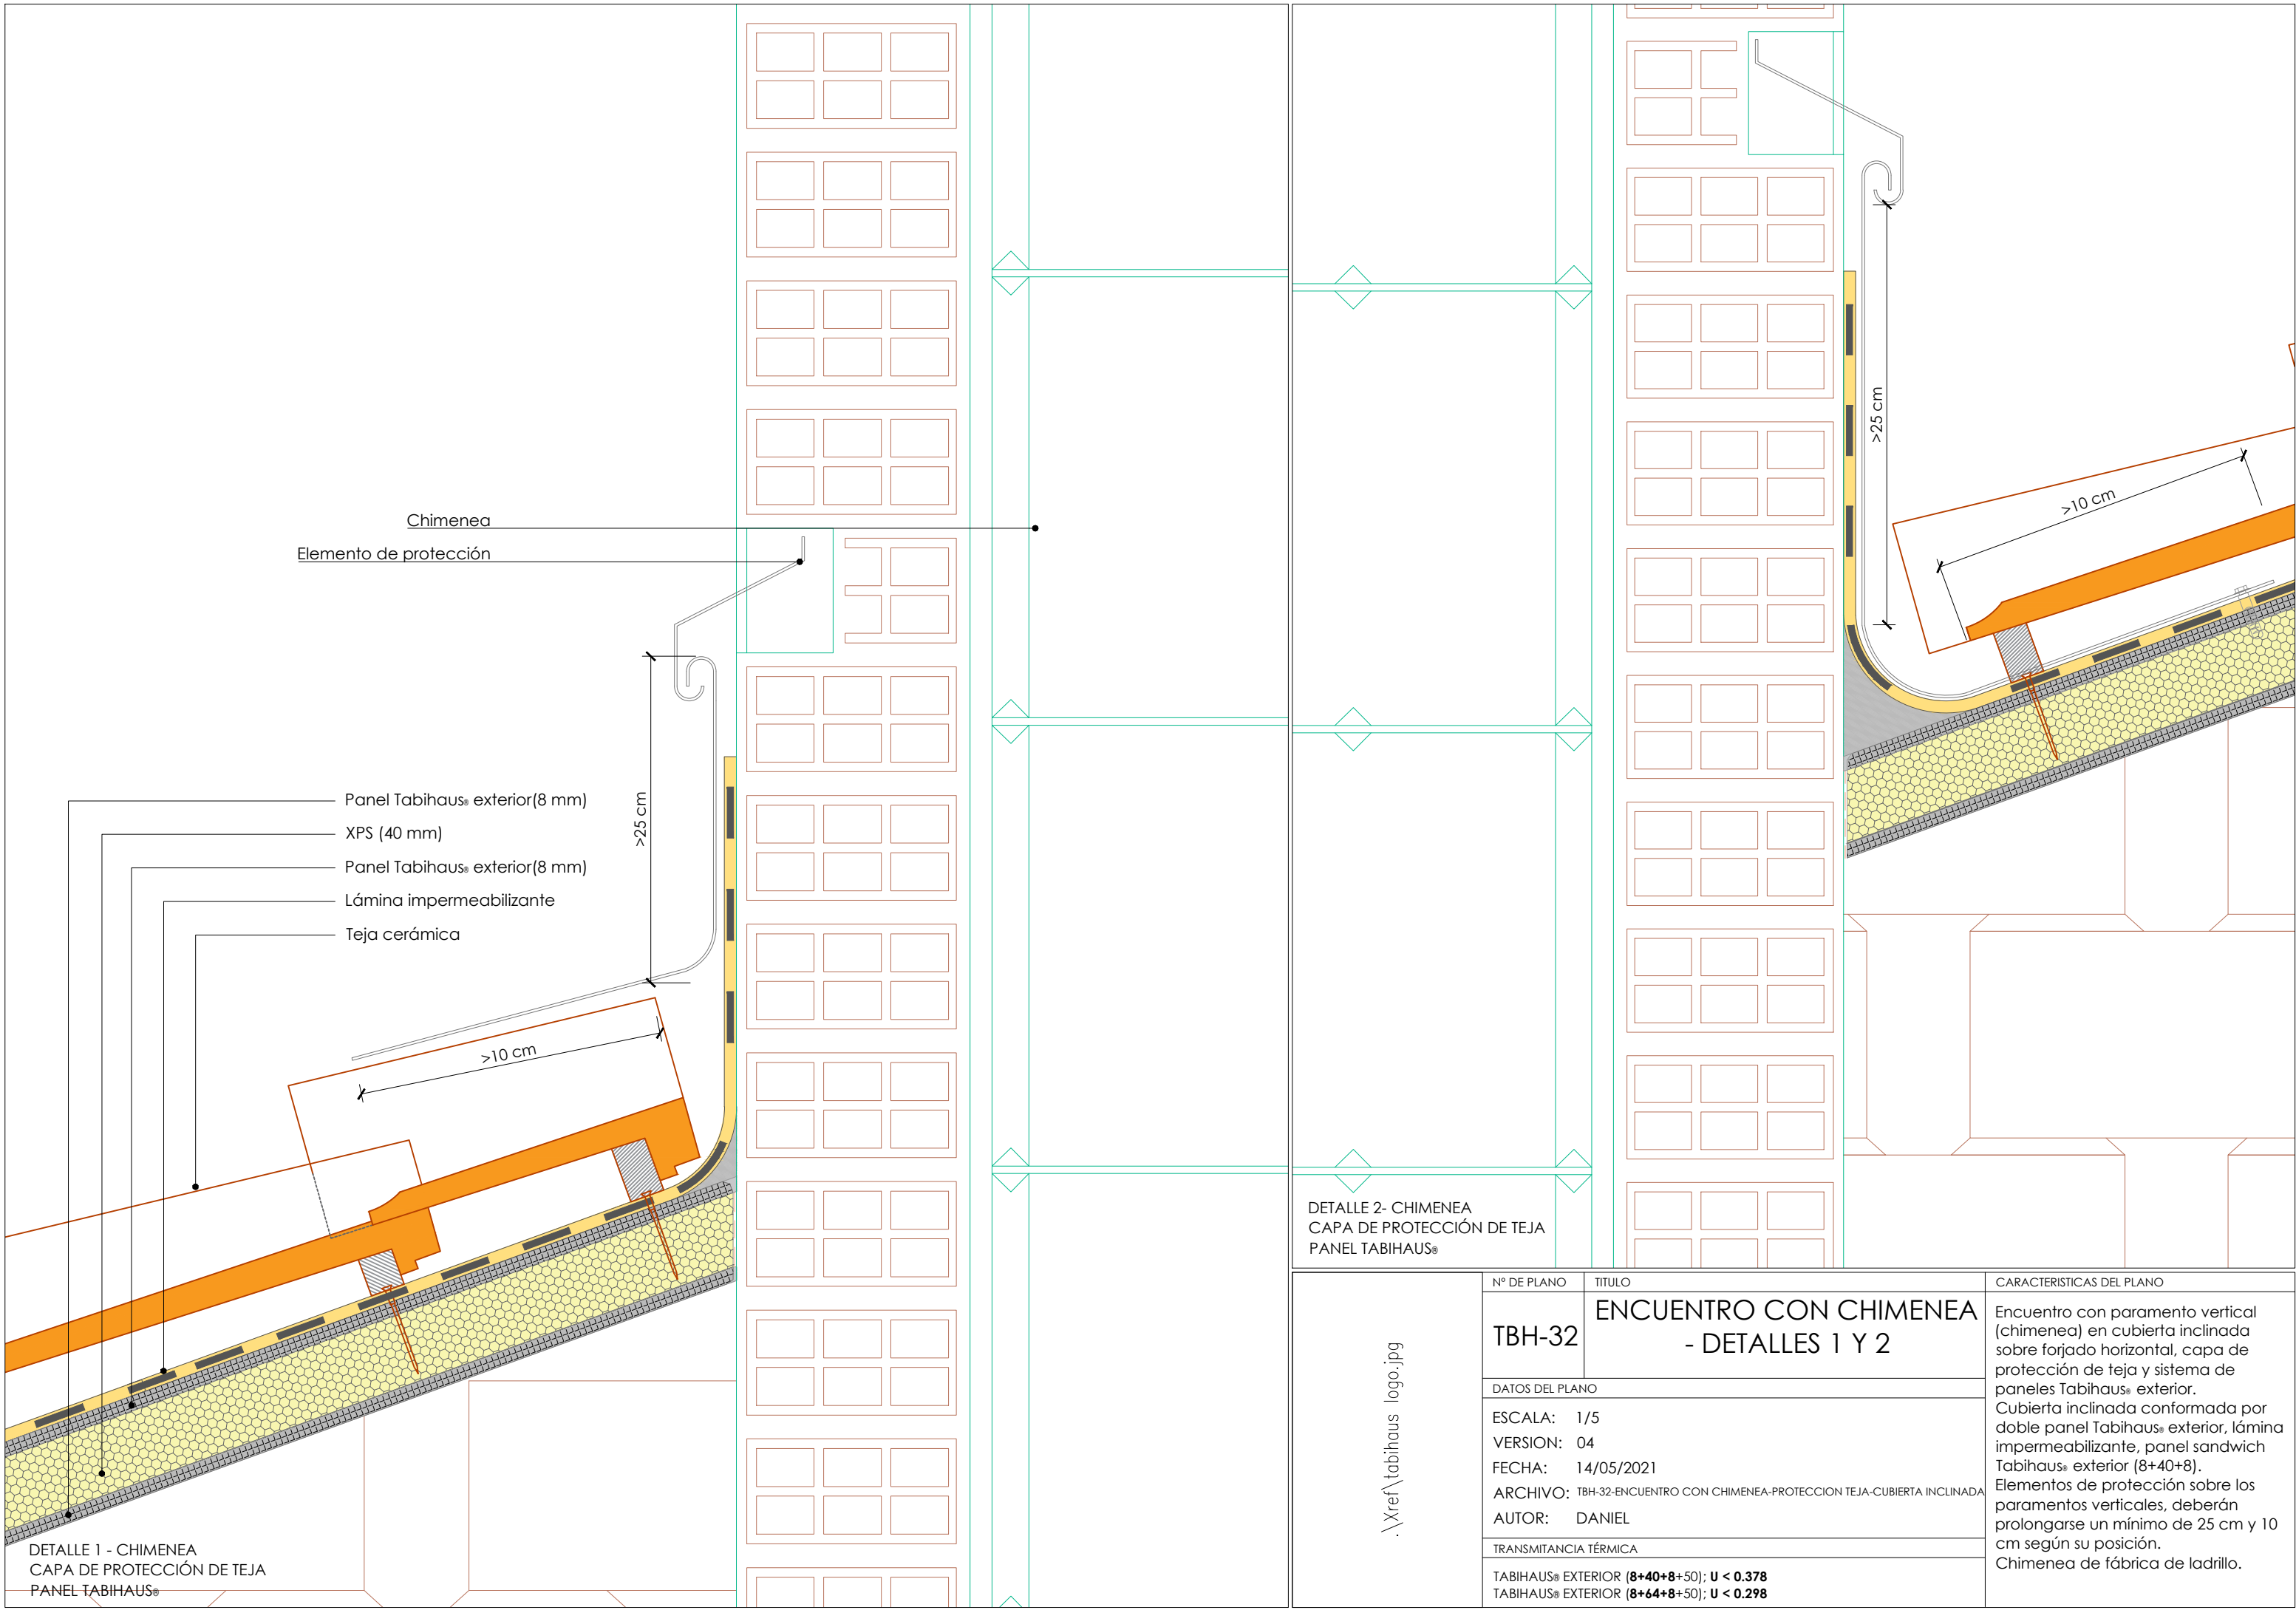 Chimenea
Elemento de protección
Panel Tabihaus® exterior(8 mm)
XPS (40 mm)
Panel Tabihaus® exterior(8 mm)
Lámina impermeabilizante
Teja cerámica
>25 cm
>10 cm
DETALLE 1 - CHIMENEA
CAPA DE PROTECCIÓN DE TEJA
PANEL TABIHAUS®
>25 cm
>10 cm
DETALLE 2- CHIMENEA
CAPA DE PROTECCIÓN DE TEJA
PANEL TABIHAUS®
.\Xref\tabihaus logo.jpg
Nº DE PLANO
TBH-32
TITULO
ENCUENTRO CON CHIMENEA
- DETALLES 1 Y 2
DATOS DEL PLANO
ESCALA: 1/5
VERSION: 04
FECHA: 14/05/2021
ARCHIVO: TBH-32-ENCUENTRO CON CHIMENEA-PROTECCION TEJA-CUBIERTA INCLINADA
AUTOR: DANIEL
TRANSMITANCIA TÉRMICA
TABIHAUS® EXTERIOR (8+40+8+50); U < 0.378
TABIHAUS® EXTERIOR (8+64+8+50); U < 0.298
CARACTERISTICAS DEL PLANO
Encuentro con paramento vertical
(chimenea) en cubierta inclinada
sobre forjado horizontal, capa de
protección de teja y sistema de
paneles Tabihaus® exterior.
Cubierta inclinada conformada por
doble panel Tabihaus® exterior, lámina
impermeabilizante, panel sandwich
Tabihaus® exterior (8+40+8).
Elementos de protección sobre los
paramentos verticales, deberán
prolongarse un mínimo de 25 cm y 10
cm según su posición.
Chimenea de fábrica de ladrillo.